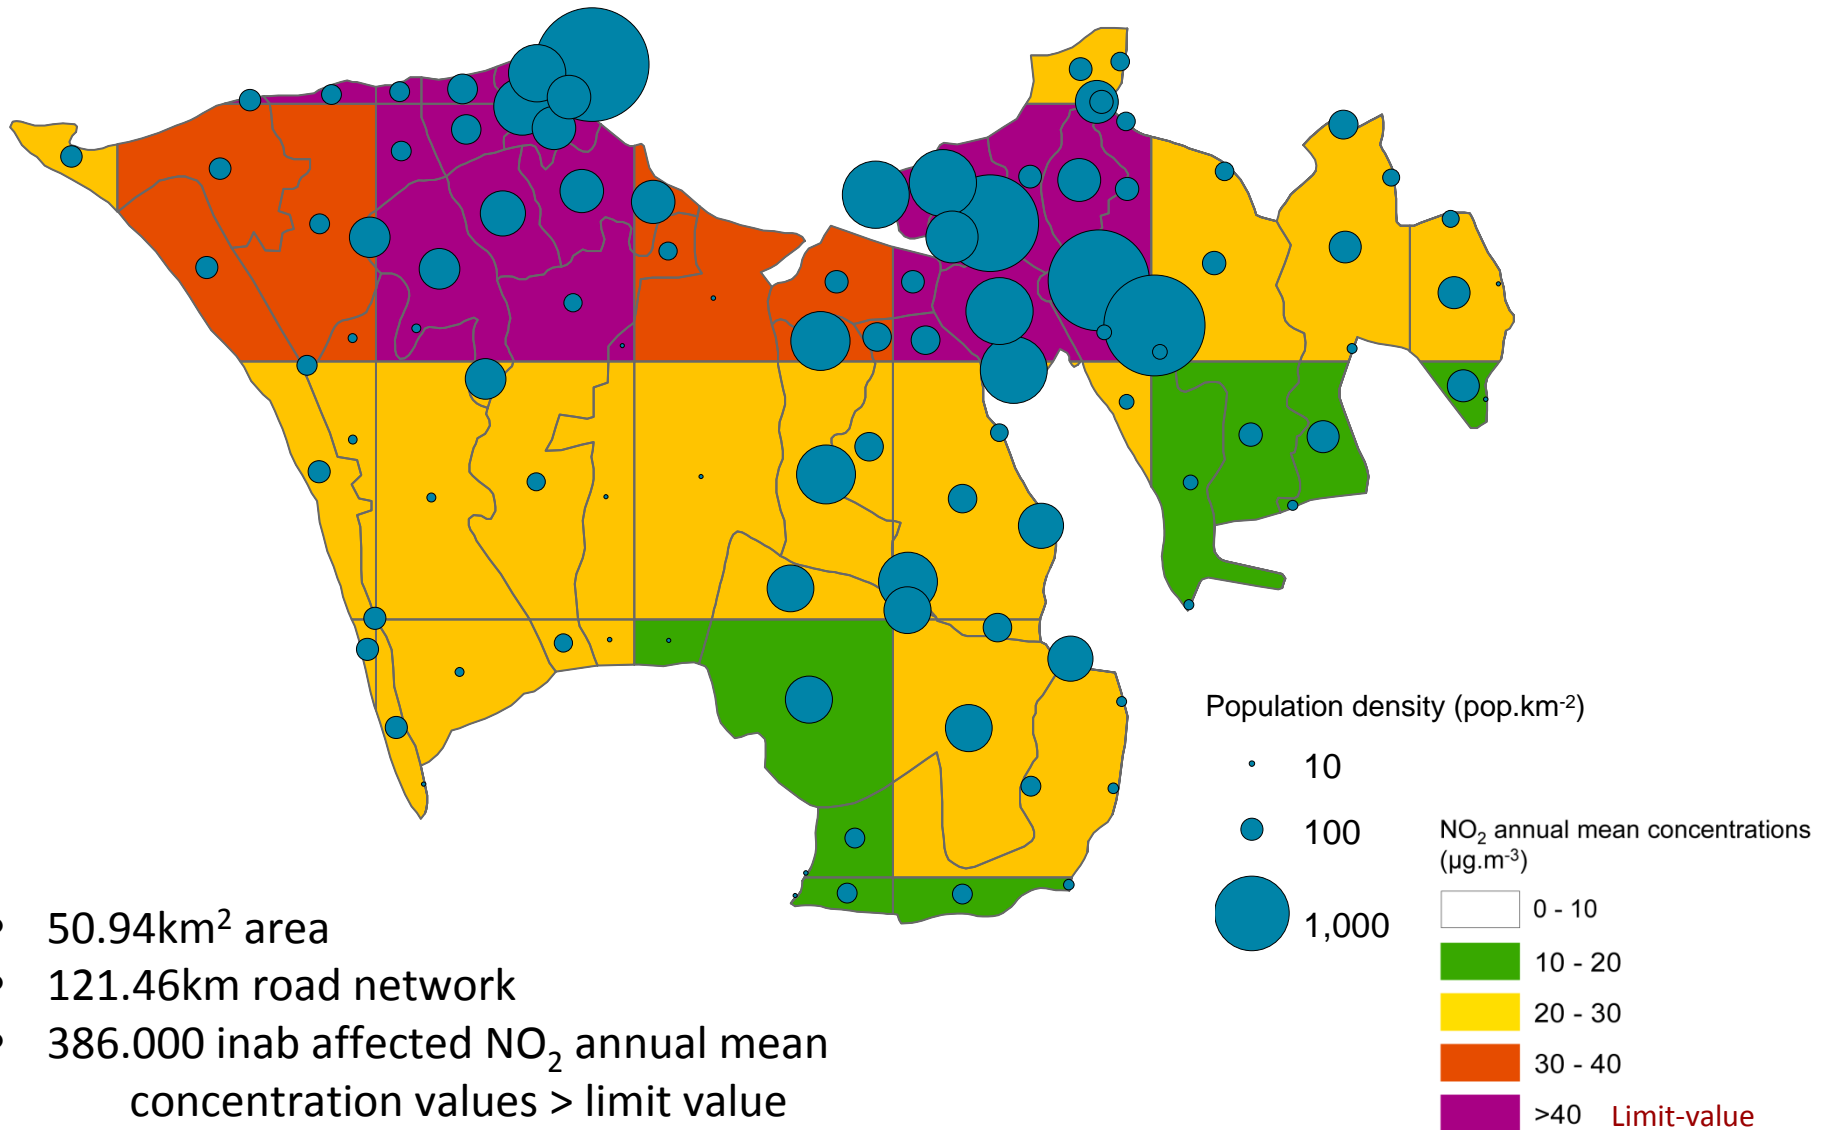 Population density (pop.km-2)
10
100
1,000
NO2 annual mean concentrations
(µg.m-3)
0 - 10
10 - 20
20 - 30
30 - 40
>40 Limit-value
• 50.94km2 area
• 121.46km road network
• 386.000 inab affected NO2 annual mean
concentration values > limit value